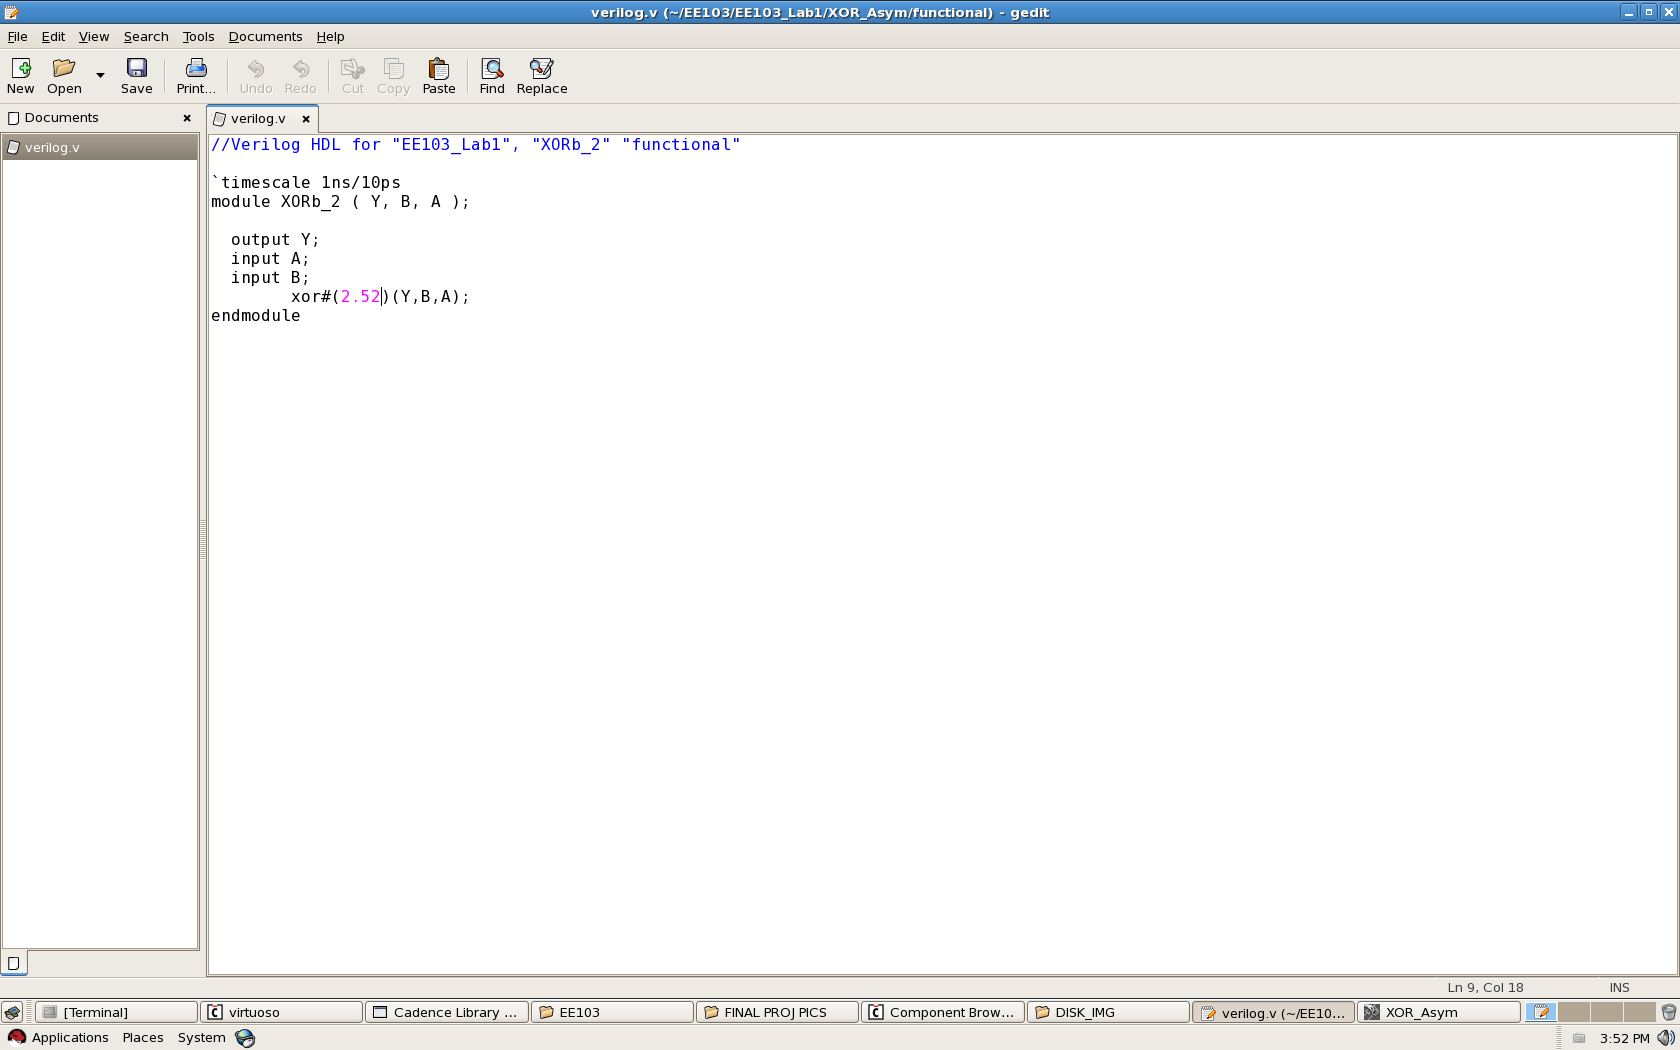 verilog.v (~/EE103/EE103_Lab1/XOR_Asym/functional) - gedit
File Edit View Search Tools Documents Help
New Open Save Print... Undo Redo Cut Copy Paste Find Replace
Documents
verilog.v
verilog.v
//Verilog HDL for "EE103_Lab1", "XORb_2" "functional"
`timescale 1ns/10ps
module XORb_2 ( Y, B, A );
output Y;
input A;
input B;
xor#(2.52)(Y,B,A);
endmodule
Ln 9, Col 18 INS
[Terminal] virtuoso Cadence Library ... EE103 FINAL PROJ PICS Component Brow... DISK_IMG verilog.v (~/EE10... XOR_Asym
Applications Places System 3:52 PM